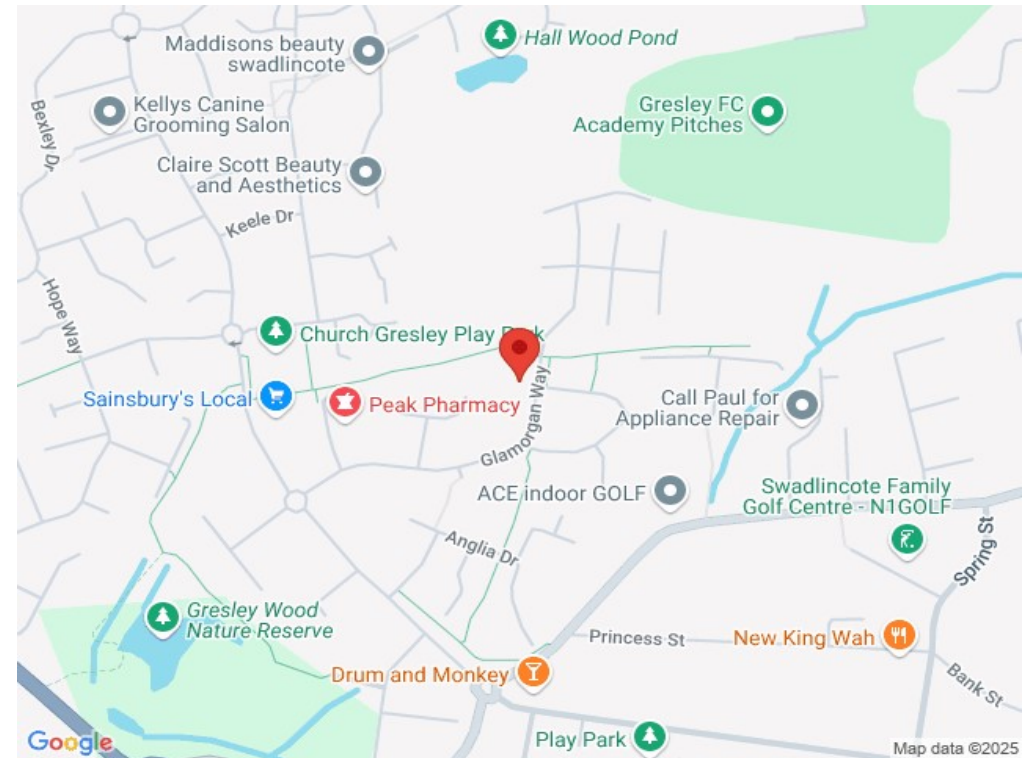 Maddisons beauty
swadlincote
Hall Wood Pond
Kellys Canine
Grooming Salon
Bexley Dr
Gresley FC
Academy Pitches
Claire Scott Beauty
and Aesthetics
Keele Dr
Hope Way
Church Gresley Play Park
Sainsbury's Local
Peak Pharmacy
Glamorgan Way
Call Paul for
Appliance Repair
ACE indoor GOLF
Swadlincote Family
Golf Centre - N1GOLF
Spring St
Anglia Dr
Gresley Wood
Nature Reserve
Princess St
New King Wah
Drum and Monkey
Bank St
Play Park
Google
Map data ©2025